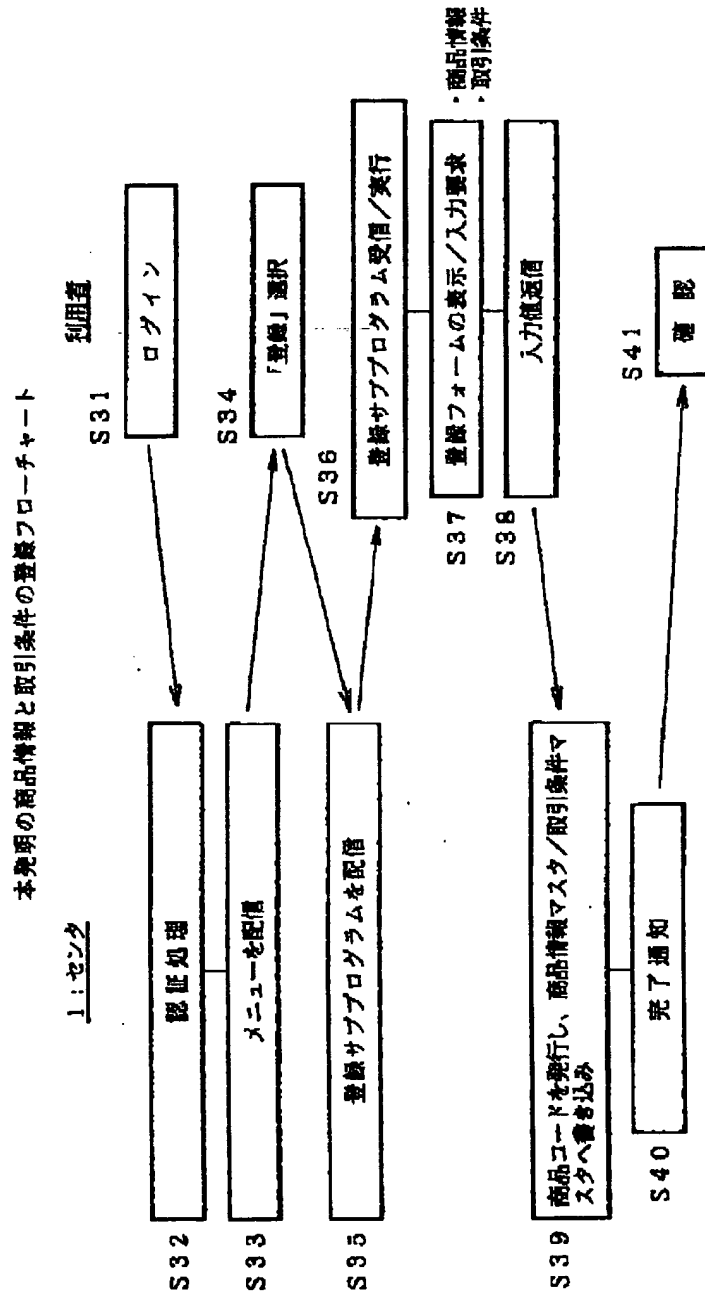 本発明の商品情報と取引条件の登録フローチャート
1:センタ
利用者
S31
ログイン
S32
認証処理
S33
メニューを配信
S34
「登録」選択
S35
登録サブプログラムを配信
S36
登録サブプログラム受信/実行
S37
登録フォームの表示/入力要求
・商品情報
・取引条件
S38
入力値返信
S39
商品コードを発行し、商品情報マスタ/取引条件マ
スタへ書き込み
S40
完了通知
S41
確認